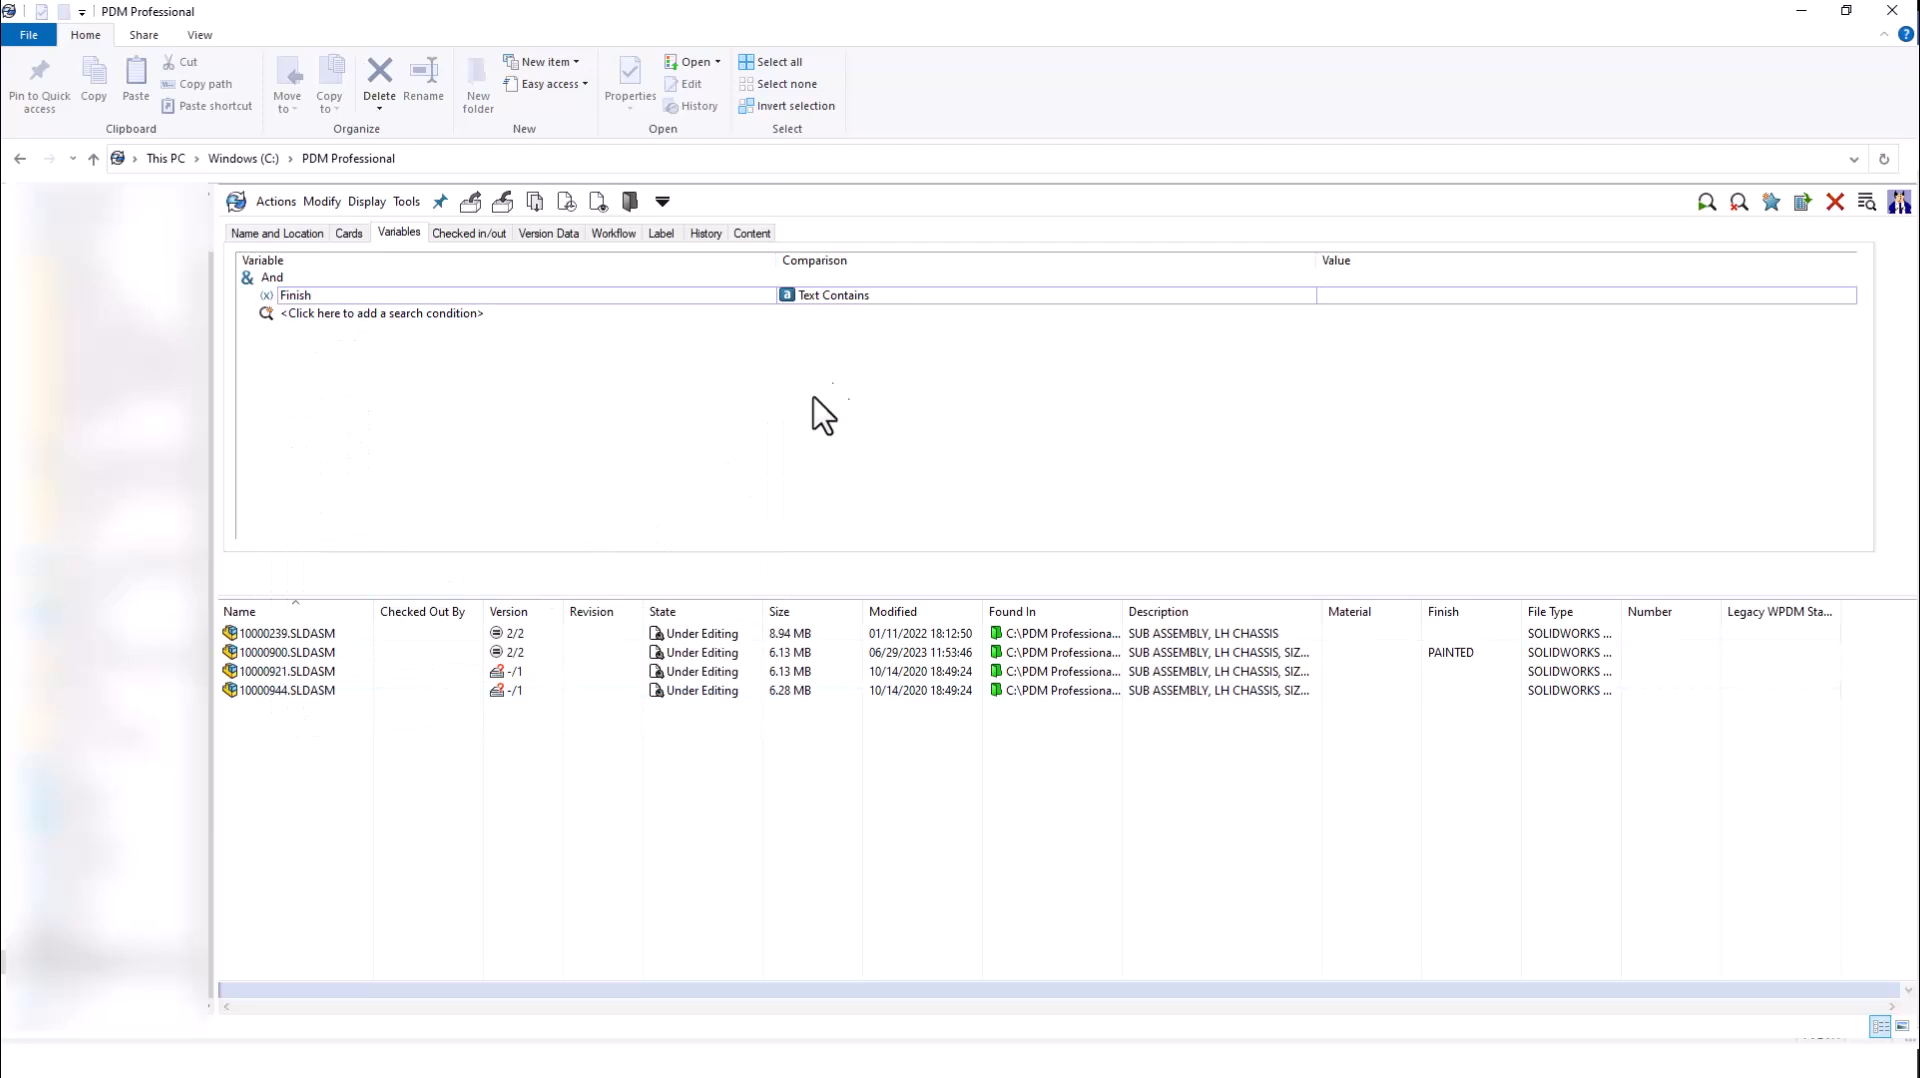 PDM Professional
File Home Share View
Pin to Quick access
Copy
Paste
Cut
Copy path
Paste shortcut
Clipboard
Move to
Copy to
Delete
Rename
Organize
New folder
New item
Easy access
New
Properties
Open
Edit
History
Open
Select all
Select none
Invert selection
Select
This PC > Windows (C:) > PDM Professional
Actions Modify Display Tools
Name and Location Cards Variables Checked in/out Version Data Workflow Label History Content
Variable Comparison Value
& And
(x) Finish a Text Contains
<Click here to add a search condition>
Name Checked Out By Version Revision State Size Modified Found In Description Material Finish File Type Number Legacy WPDM Sta...
10000239.SLDASM 2/2 Under Editing 8.94 MB 01/11/2022 18:12:50 C:\PDM Professiona... SUB ASSEMBLY, LH CHASSIS SOLIDWORKS ...
10000900.SLDASM 2/2 Under Editing 6.13 MB 06/29/2023 11:53:46 C:\PDM Professiona... SUB ASSEMBLY, LH CHASSIS, SIZ... PAINTED SOLIDWORKS ...
10000921.SLDASM -/1 Under Editing 6.13 MB 10/14/2020 18:49:24 C:\PDM Professiona... SUB ASSEMBLY, LH CHASSIS, SIZ... SOLIDWORKS ...
10000944.SLDASM -/1 Under Editing 6.28 MB 10/14/2020 18:49:24 C:\PDM Professiona... SUB ASSEMBLY, LH CHASSIS, SIZ... SOLIDWORKS ...